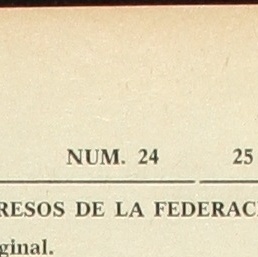 NUM. 24 25
RESOS DE LA FEDERAC
ginal.